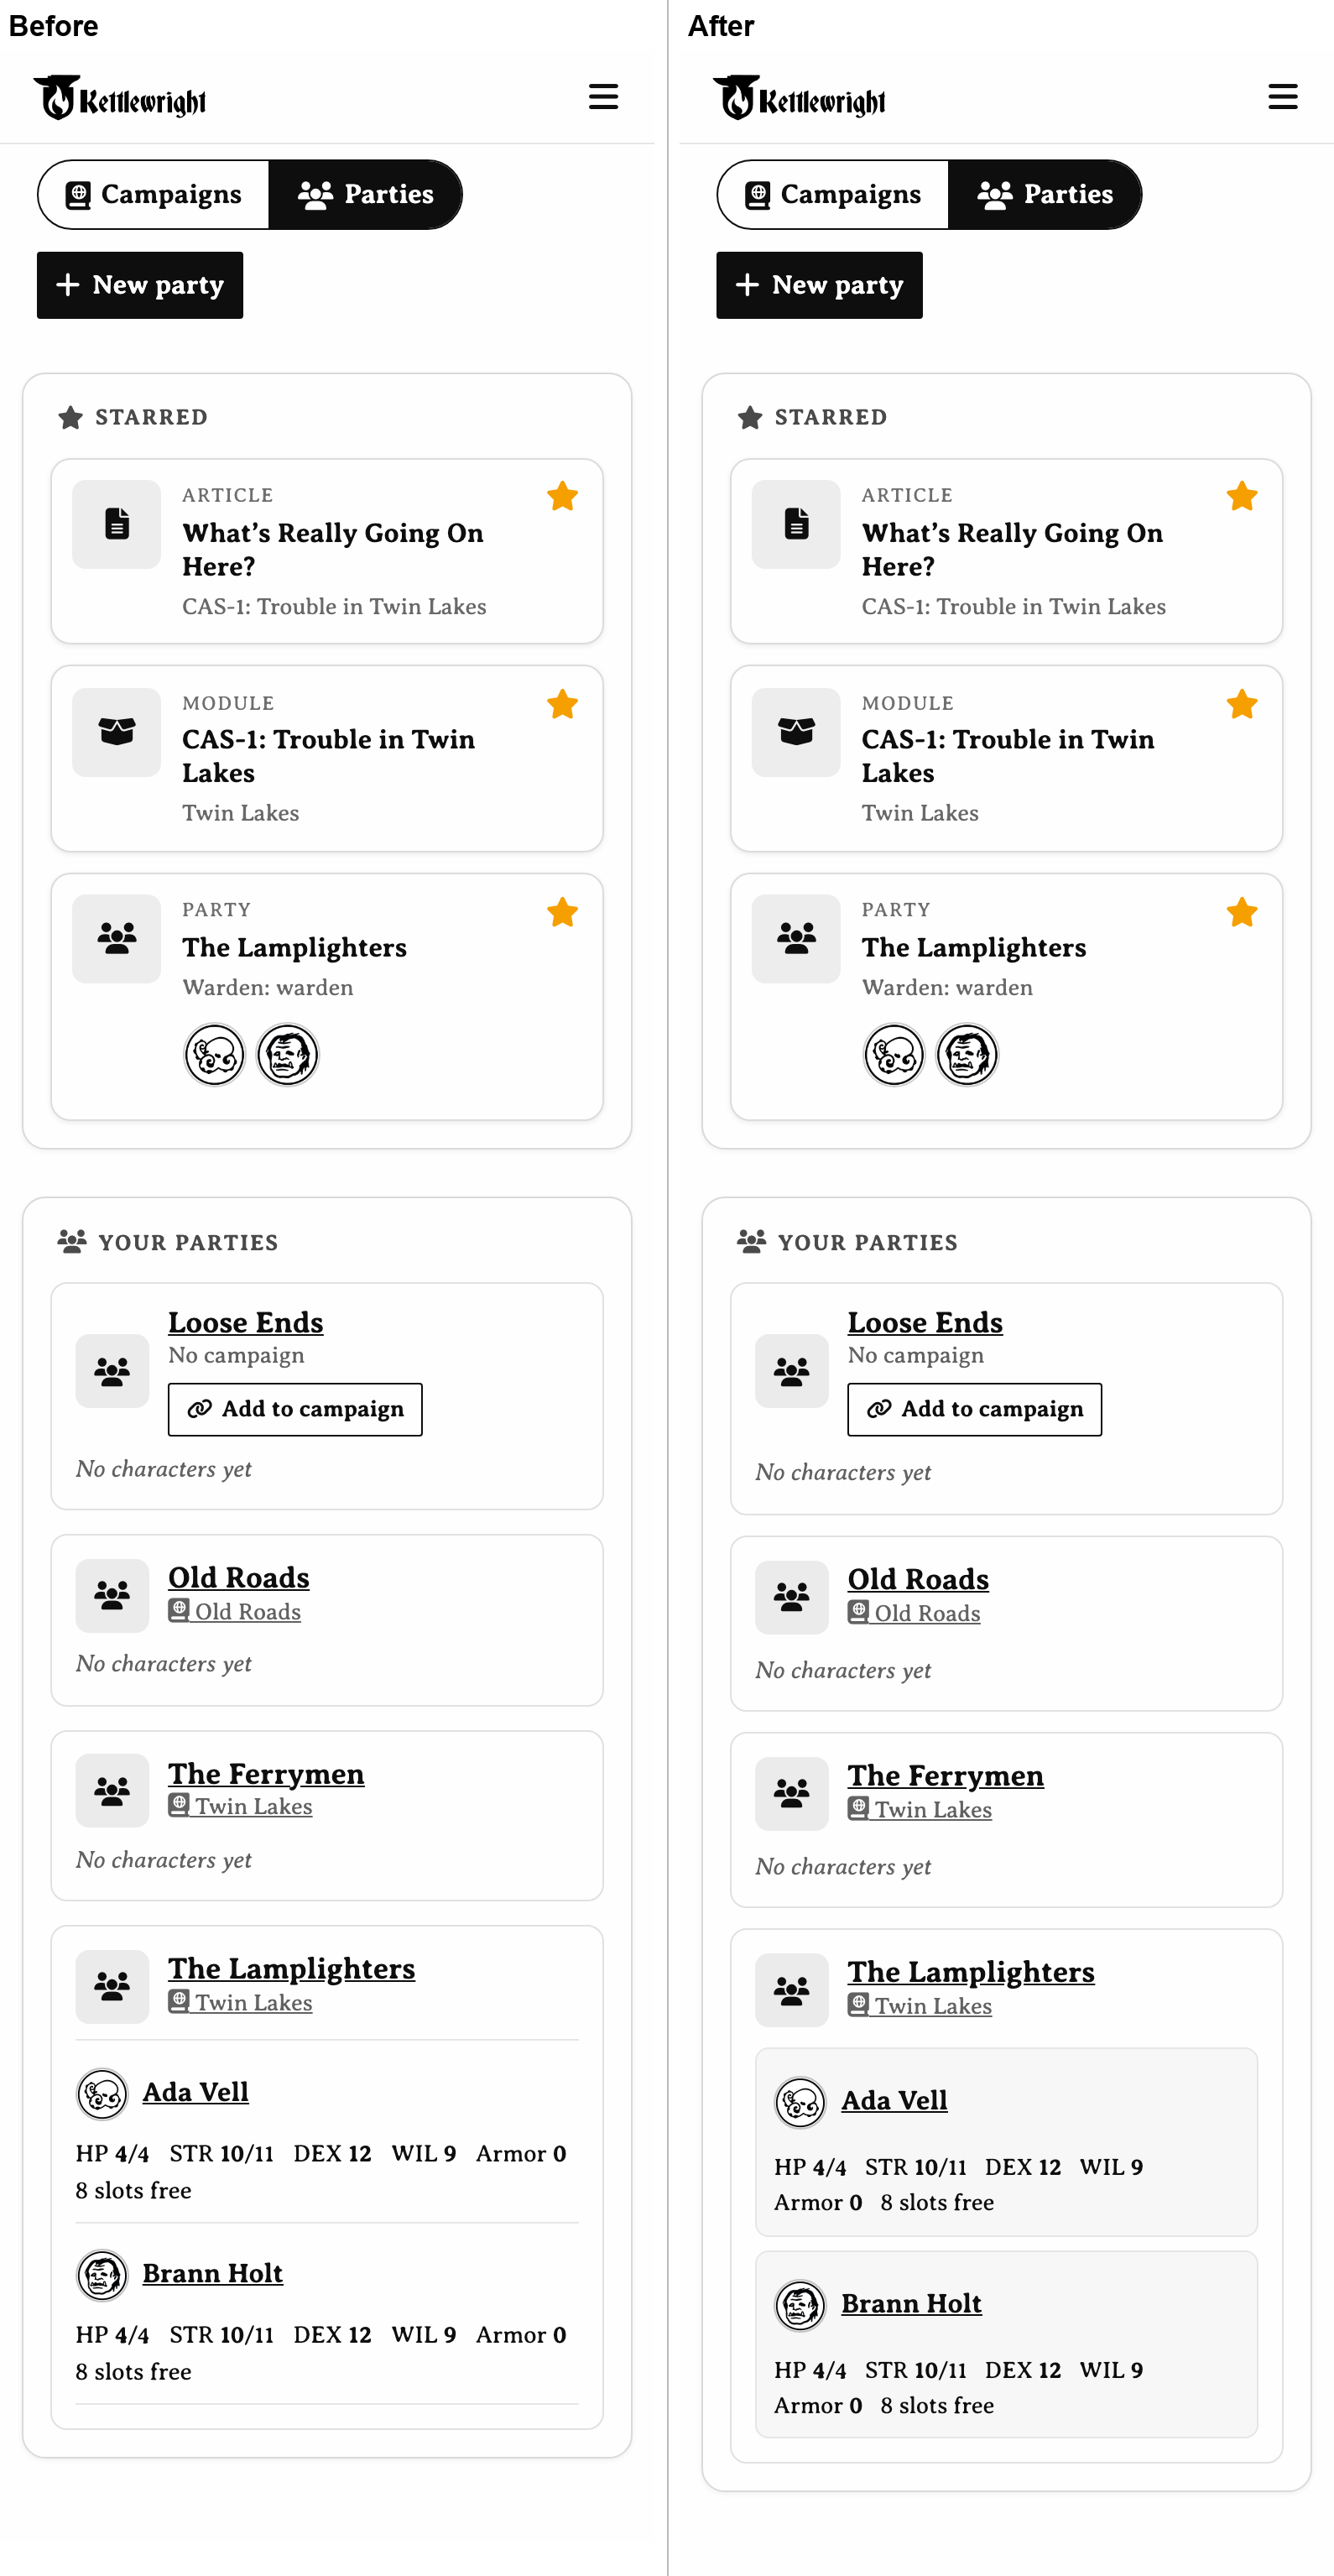 Before
Kettlewright
Campaigns
Parties
+ New party
STARRED
ARTICLE
What’s Really Going On
Here?
CAS-1: Trouble in Twin Lakes
MODULE
CAS-1: Trouble in Twin
Lakes
Twin Lakes
PARTY
The Lamplighters
Warden: warden
YOUR PARTIES
Loose Ends
No campaign
Add to campaign
No characters yet
Old Roads
Old Roads
No characters yet
The Ferrymen
Twin Lakes
No characters yet
The Lamplighters
Twin Lakes
Ada Vell
HP 4/4 STR 10/11 DEX 12 WIL 9 Armor 0
8 slots free
Brann Holt
HP 4/4 STR 10/11 DEX 12 WIL 9 Armor 0
8 slots free
After
Kettlewright
Campaigns
Parties
+ New party
STARRED
ARTICLE
What’s Really Going On
Here?
CAS-1: Trouble in Twin Lakes
MODULE
CAS-1: Trouble in Twin
Lakes
Twin Lakes
PARTY
The Lamplighters
Warden: warden
YOUR PARTIES
Loose Ends
No campaign
Add to campaign
No characters yet
Old Roads
Old Roads
No characters yet
The Ferrymen
Twin Lakes
No characters yet
The Lamplighters
Twin Lakes
Ada Vell
HP 4/4 STR 10/11 DEX 12 WIL 9
Armor 0 8 slots free
Brann Holt
HP 4/4 STR 10/11 DEX 12 WIL 9
Armor 0 8 slots free